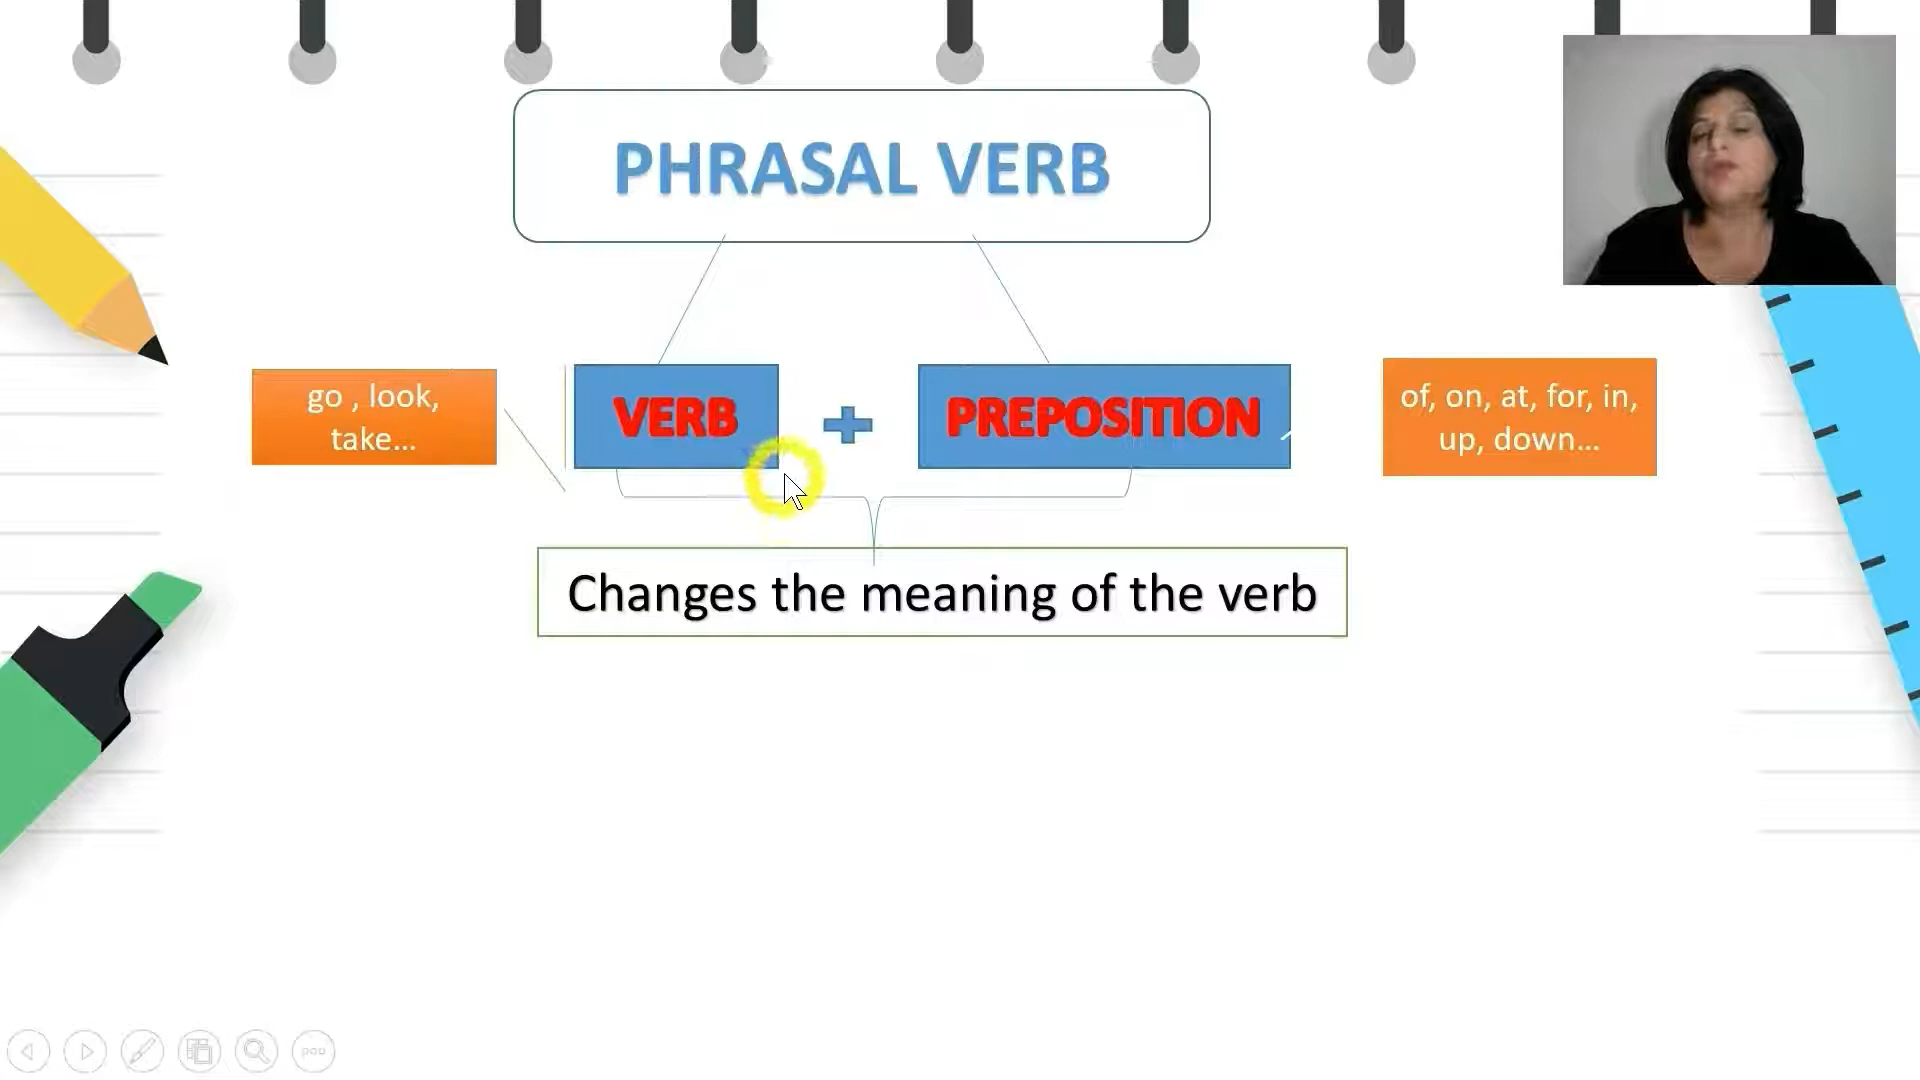 PHRASAL VERB
go , look,
take...
VERB
PREPOSITION
of, on, at, for, in,
up, down...
Changes the meaning of the verb